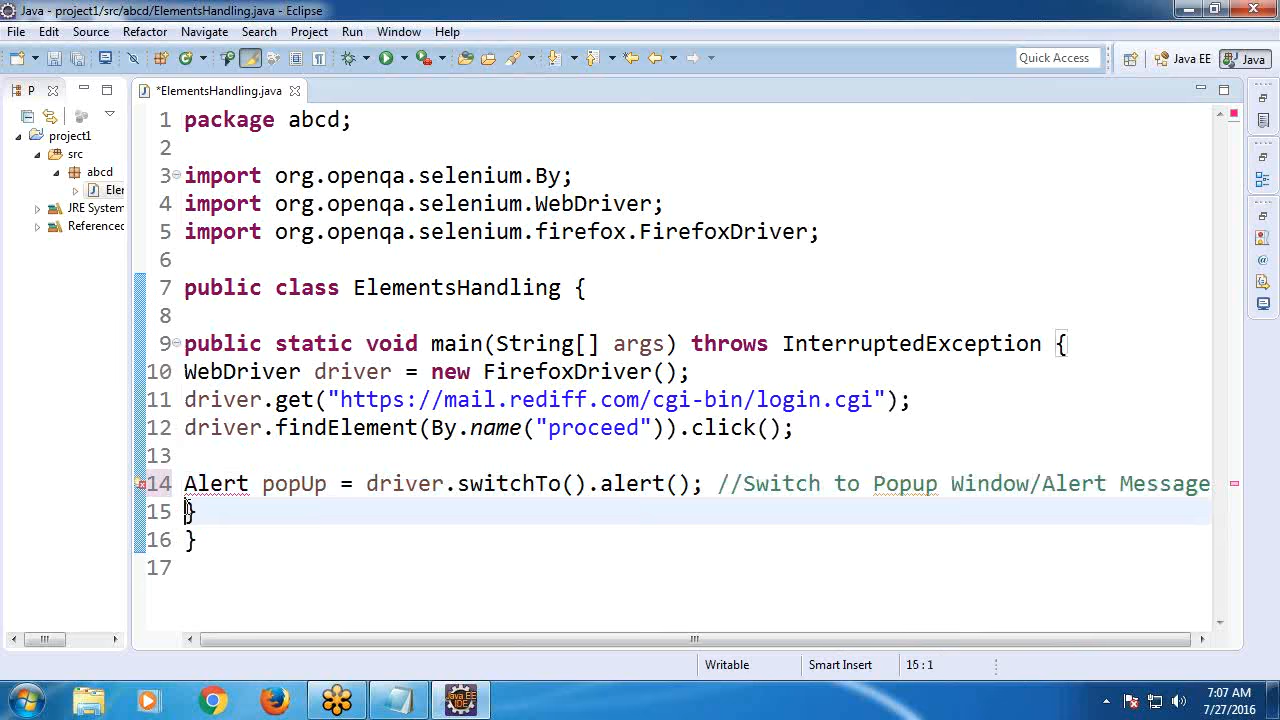 Java - project1/src/abcd/ElementsHandling.java - Eclipse
File Edit Source Refactor Navigate Search Project Run Window Help
Quick Access Java EE Java
P *ElementsHandling.java
project1
src
abcd
Eler
JRE System
Referenced
1 package abcd;
2
3 import org.openqa.selenium.By;
4 import org.openqa.selenium.WebDriver;
5 import org.openqa.selenium.firefox.FirefoxDriver;
6
7 public class ElementsHandling {
8
9 public static void main(String[] args) throws InterruptedException {
10 WebDriver driver = new FirefoxDriver();
11 driver.get("https://mail.rediff.com/cgi-bin/login.cgi");
12 driver.findElement(By.name("proceed")).click();
13
14 Alert popUp = driver.switchTo().alert(); //Switch to Popup Window/Alert Message
15 }
16 }
17
Writable Smart Insert 15 : 1
Java EE
IDE
7:07 AM
7/27/2016